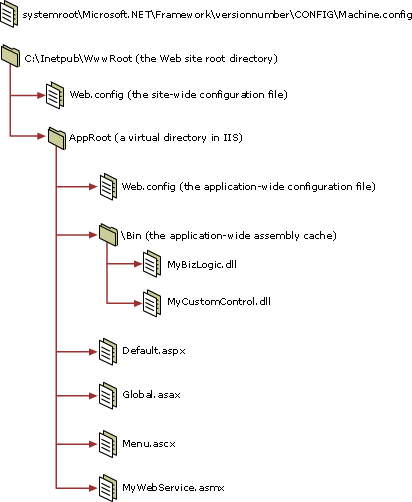 systemroot\Microsoft.NET\Framework\versionnumber\CONFIG\Machine.config
C:\Inetpub\WwwRoot (the Web site root directory)
Web.config (the site-wide configuration file)
AppRoot (a virtual directory in IIS)
Web.config (the application-wide configuration file)
\Bin (the application-wide assembly cache)
MyBizLogic.dll
MyCustomControl.dll
Default.aspx
Global.asax
Menu.ascx
MyWebService.asmx